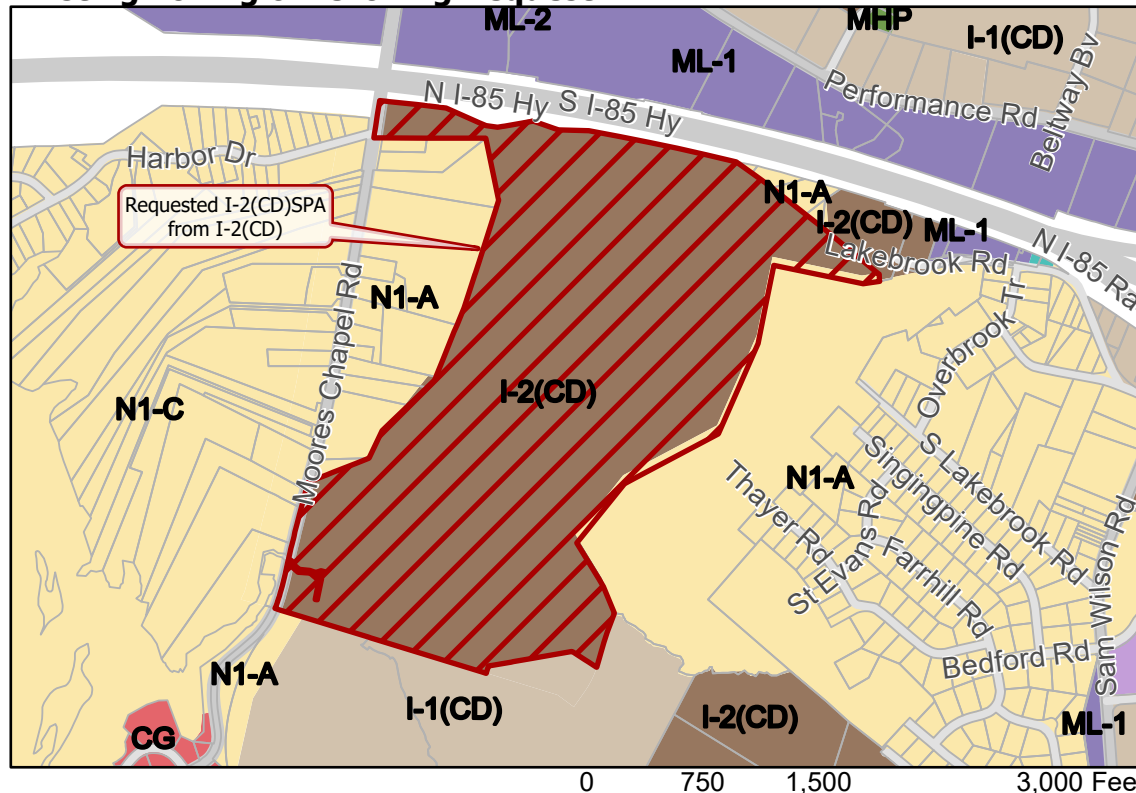 ML-2
MHP
I-1(CD)
ML-1
Performance Rd
Beltway Bv
N I-85 Hy
S I-85 Hy
Harbor Dr
Requested I-2(CD)SPA
from I-2(CD)
N1-A
I-2(CD)
ML-1
Lakebrook Rd
N I-85 Ra
N1-A
Moores Chapel Rd
Overbrook Tr
I-2(CD)
N1-C
S Lakebrook Rd
Singingpine Rd
N1-A
Thayer Rd
St Evans Rd
Farrhill Rd
Sam Wilson Rd
Bedford Rd
N1-A
I-1(CD)
I-2(CD)
ML-1
CG
0 750 1,500 3,000 Fee